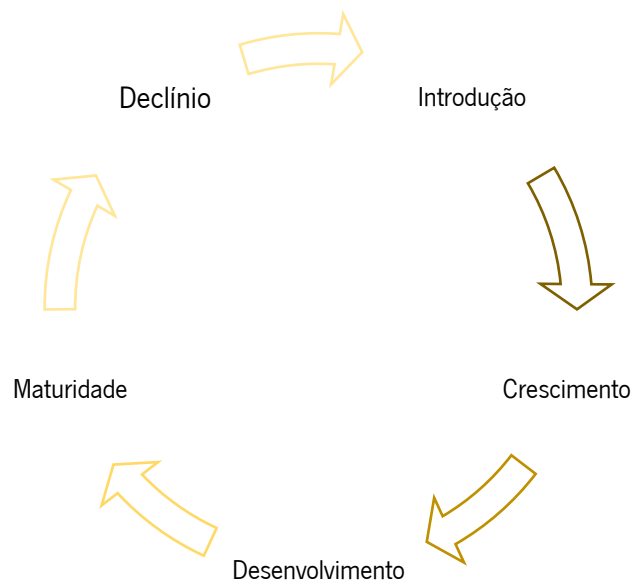 Declínio
Introdução
Maturidade
Crescimento
Desenvolvimento